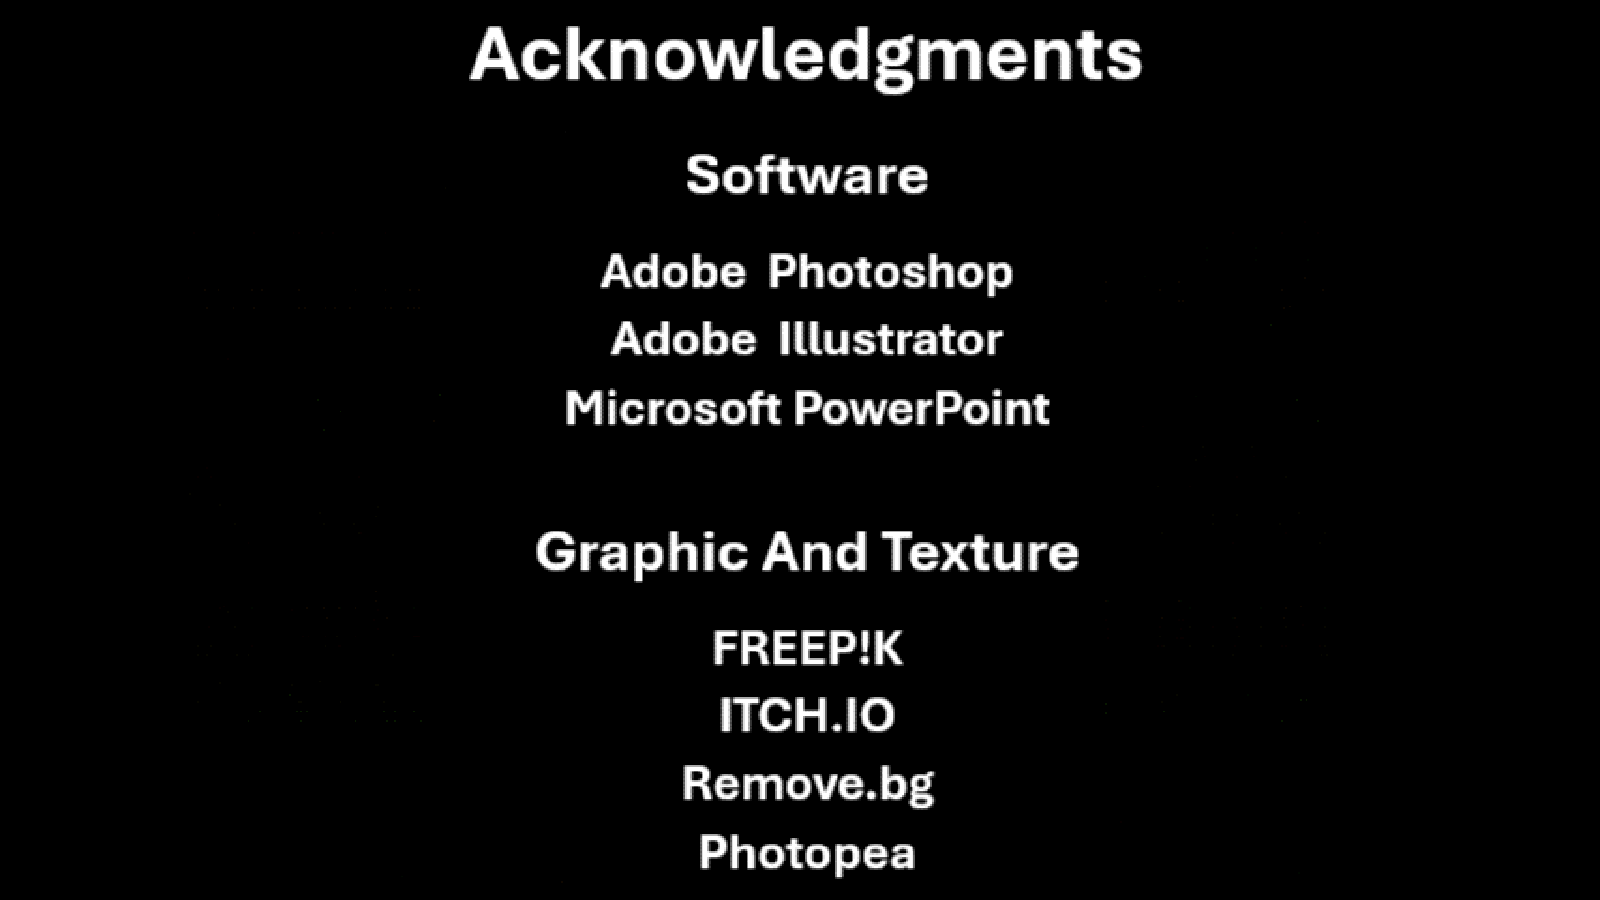 Acknowledgments
Software
Adobe Photoshop
Adobe Illustrator
Microsoft PowerPoint
Graphic And Texture
FREEP!K
ITCH.IO
Remove.bg
Photopea